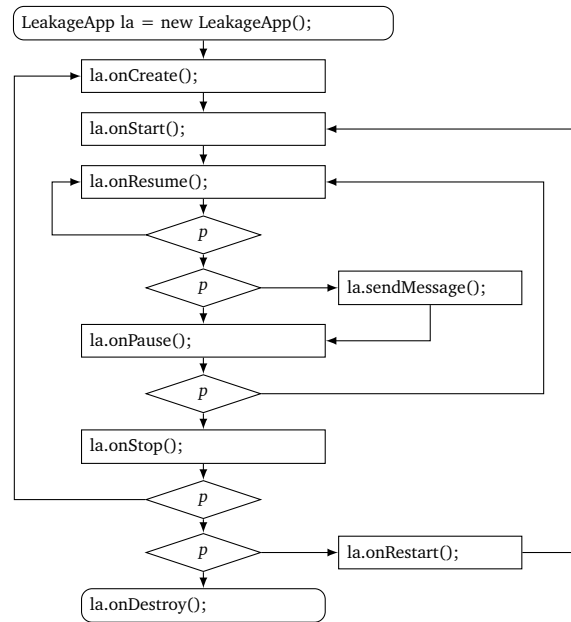 LeakageApp la = new LeakageApp();
la.onCreate();
la.onStart();
la.onResume();
p
p
la.sendMessage();
la.onPause();
p
la.onStop();
p
p
la.onRestart();
la.onDestroy();